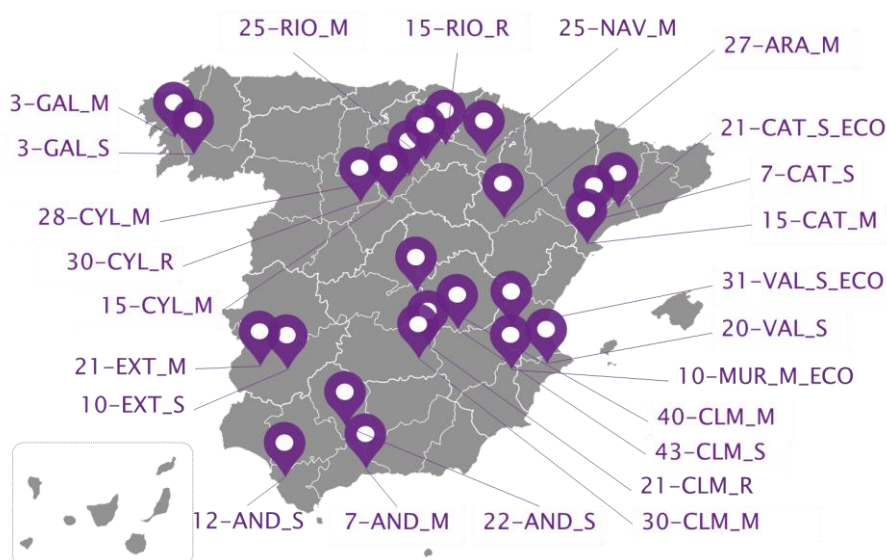 25-RIO_M
15-RIO_R
25-NAV_M
27-ARA_M
3-GAL_M
3-GAL_S
21-CAT_S_ECO
7-CAT_S
15-CAT_M
28-CYL_M
30-CYL_R
15-CYL_M
31-VAL_S_ECO
20-VAL_S
10-MUR_M_ECO
21-EXT_M
10-EXT_S
40-CLM_M
43-CLM_S
21-CLM_R
30-CLM_M
12-AND_S
7-AND_M
22-AND_S